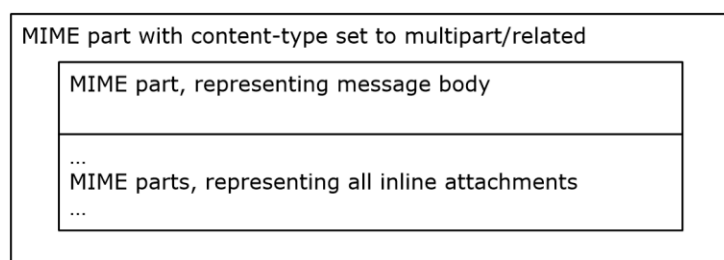 MIME part with content-type set to multipart/related
MIME part, representing message body
...
MIME parts, representing all inline attachments
...